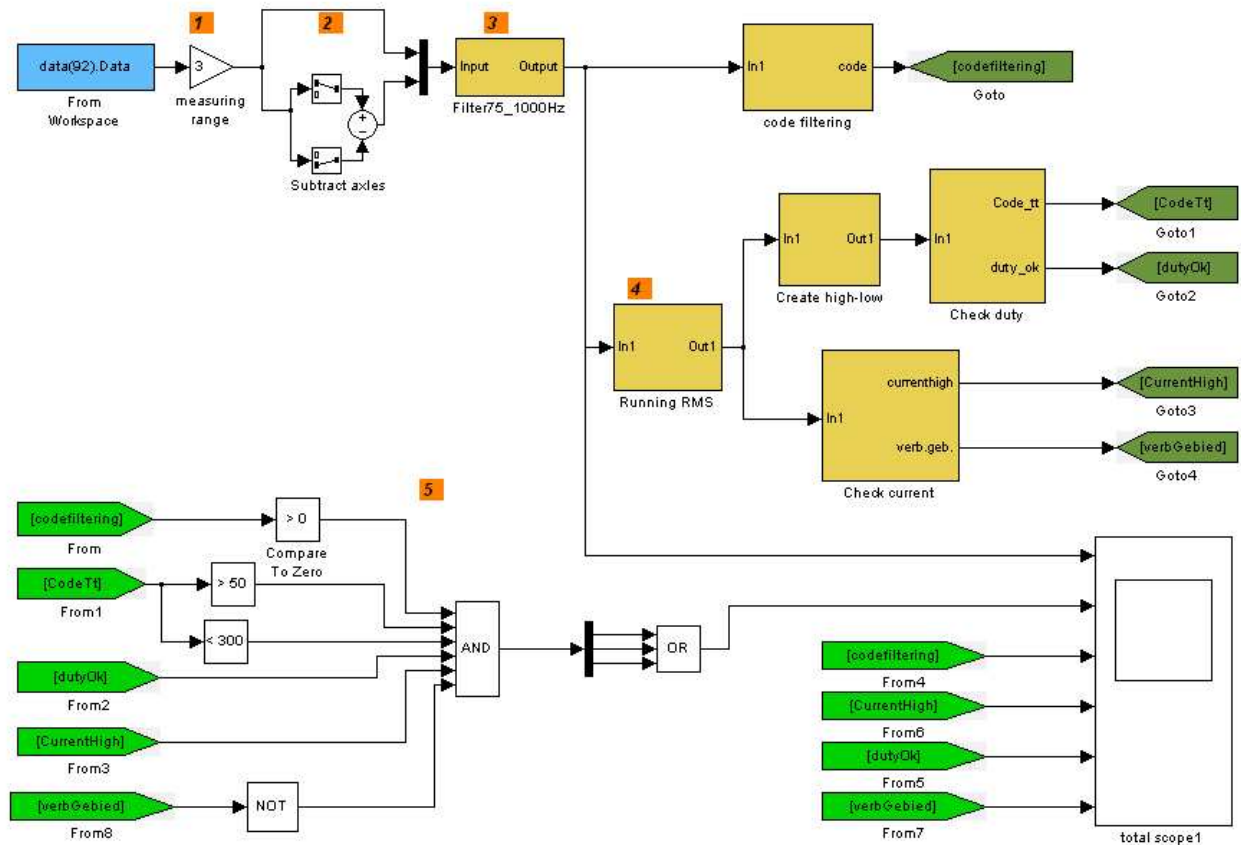 1
2
3
data(92).Data
From
Workspace
3
measuring
range
0
0
+
−
Subtract axles
Input Output
Filter75_1000Hz
In1 code
code filtering
[codefiltering]
Goto
4
In1 Out1
Running RMS
In1 Out1
Create high-low
In1 Code_tt
duty_ok
Check duty
[CodeTt]
Goto1
[dutyOk]
Goto2
currenthigh
In1
verb.geb.
Check current
[CurrentHigh]
Goto3
[verbGebied]
Goto4
5
[codefiltering]
From
> 0
Compare
To Zero
[CodeTt]
From1
> 50
< 300
[dutyOk]
From2
[CurrentHigh]
From3
[verbGebied]
From8
NOT
AND
OR
[codefiltering]
From4
[CurrentHigh]
From6
[dutyOk]
From5
[verbGebied]
From7
total scope1